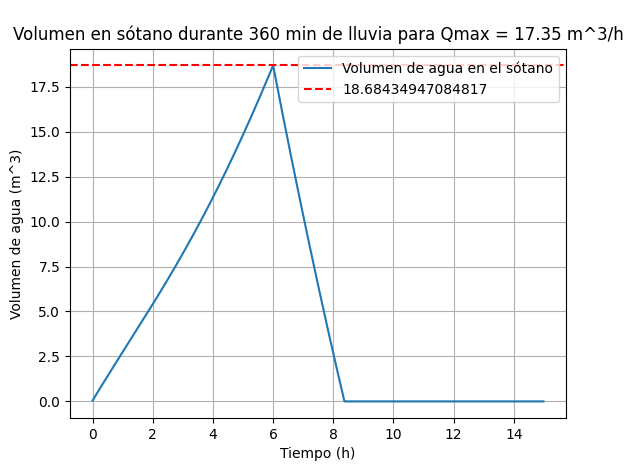 Volumen en sótano durante 360 min de lluvia para Qmax = 17.35 m^3/h
Volumen de agua en el sótano
18.68434947084817
Volumen de agua (m^3)
17.5
15.0
12.5
10.0
7.5
5.0
2.5
0.0
0 2 4 6 8 10 12 14
Tiempo (h)